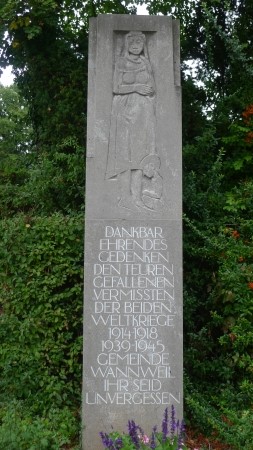 DANKBAR
EHRENDES
GEDENKEN
DEN TEUREN
GEFALLENEN
VERMISSTEN
DER BEIDEN
WELTKRIEGE
1914-1918
1939-1945
GEMEINDE
WANNWEIL
IHR SEID
UNVERGESSEN